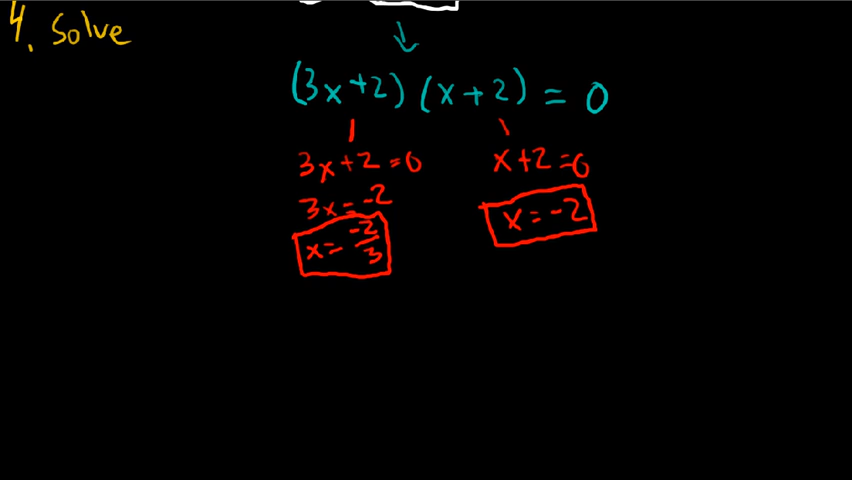 4. Solve
(3x+2)(x+2) = 0
3x+2=0
3x=-2
x=-2/3
x+2=0
x=-2